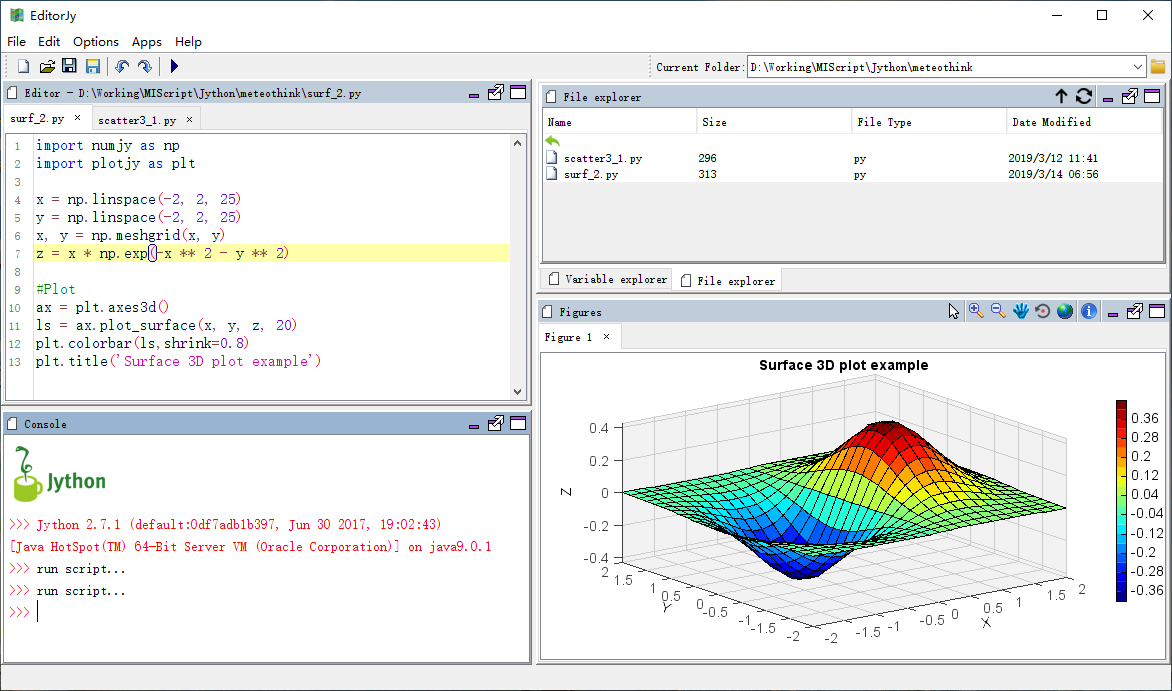 EditorJy
File Edit Options Apps Help
Current Folder: D:\Working\MIScript\Jython\meteothink
Editor - D:\Working\MIScript\Jython\meteothink\surf_2.py
surf_2.py × scatter3_1.py ×
1 import numjy as np
2 import plotjy as plt
3
4 x = np.linspace(-2, 2, 25)
5 y = np.linspace(-2, 2, 25)
6 x, y = np.meshgrid(x, y)
7 z = x * np.exp(-x ** 2 - y ** 2)
8
9 #Plot
10 ax = plt.axes3d()
11 ls = ax.plot_surface(x, y, z, 20)
12 plt.colorbar(ls,shrink=0.8)
13 plt.title('Surface 3D plot example')
Console
Jython
>>> Jython 2.7.1 (default:0df7adb1b397, Jun 30 2017, 19:02:43)
[Java HotSpot(TM) 64-Bit Server VM (Oracle Corporation)] on java9.0.1
>>> run script...
>>> run script...
>>>
File explorer
Name Size File Type Date Modified
scatter3_1.py 296 py 2019/3/12 11:41
surf_2.py 313 py 2019/3/14 06:56
Variable explorer File explorer
Figures
Figure 1 ×
Surface 3D plot example
0.4
0.2
0
-0.2
-0.4
Z
2
1.5
1
0.5
0
-0.5
-1
-1.5
-2
Y
-2
-1.5
-1
-0.5
0
0.5
1
1.5
2
X
0.36
0.28
0.2
0.12
0.04
-0.04
-0.12
-0.2
-0.28
-0.36